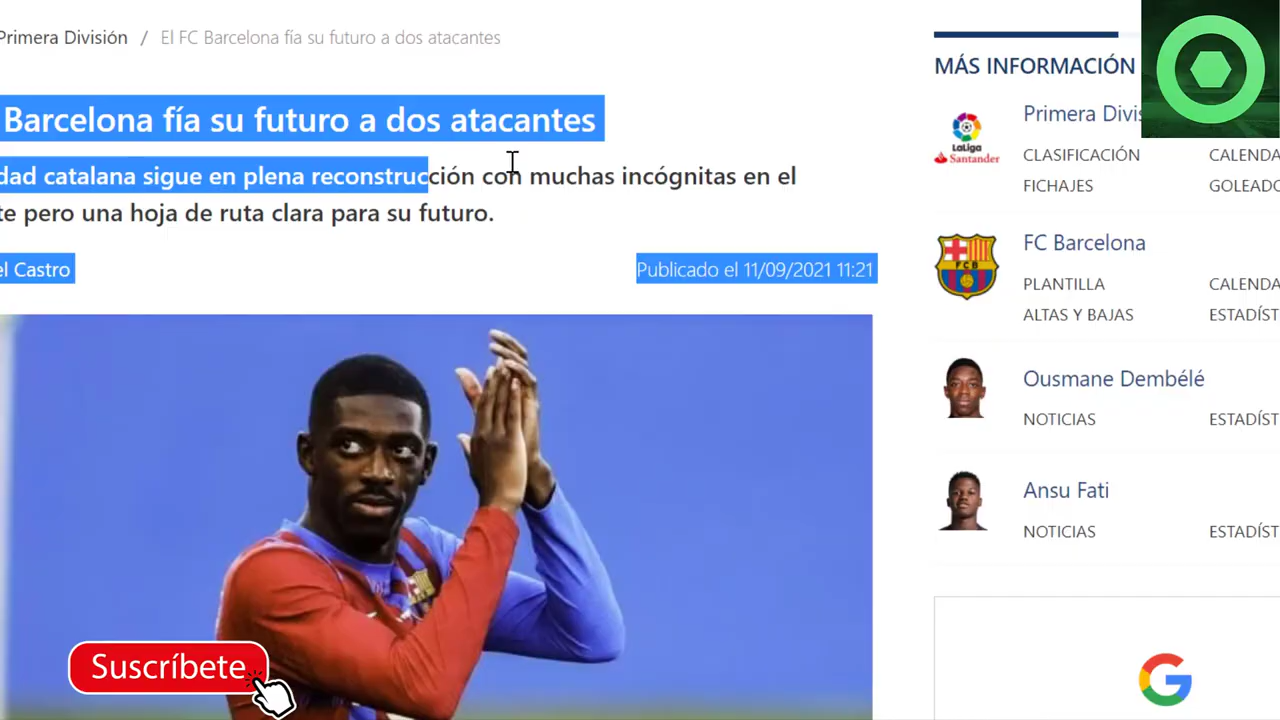 Primera División / El FC Barcelona fía su futuro a dos atacantes
Barcelona fía su futuro a dos atacantes
dad catalana sigue en plena reconstrucción con muchas incógnitas en el
te pero una hoja de ruta clara para su futuro.
el Castro
Publicado el 11/09/2021 11:21
Suscríbete
MÁS INFORMACIÓN
LaLiga
Santander
Primera Divis
CLASIFICACIÓN CALENDA
FICHAJES GOLEADO
FCB
FC Barcelona
PLANTILLA CALENDA
ALTAS Y BAJAS ESTADÍST
Ousmane Dembélé
NOTICIAS ESTADÍST
Ansu Fati
NOTICIAS ESTADÍST
G